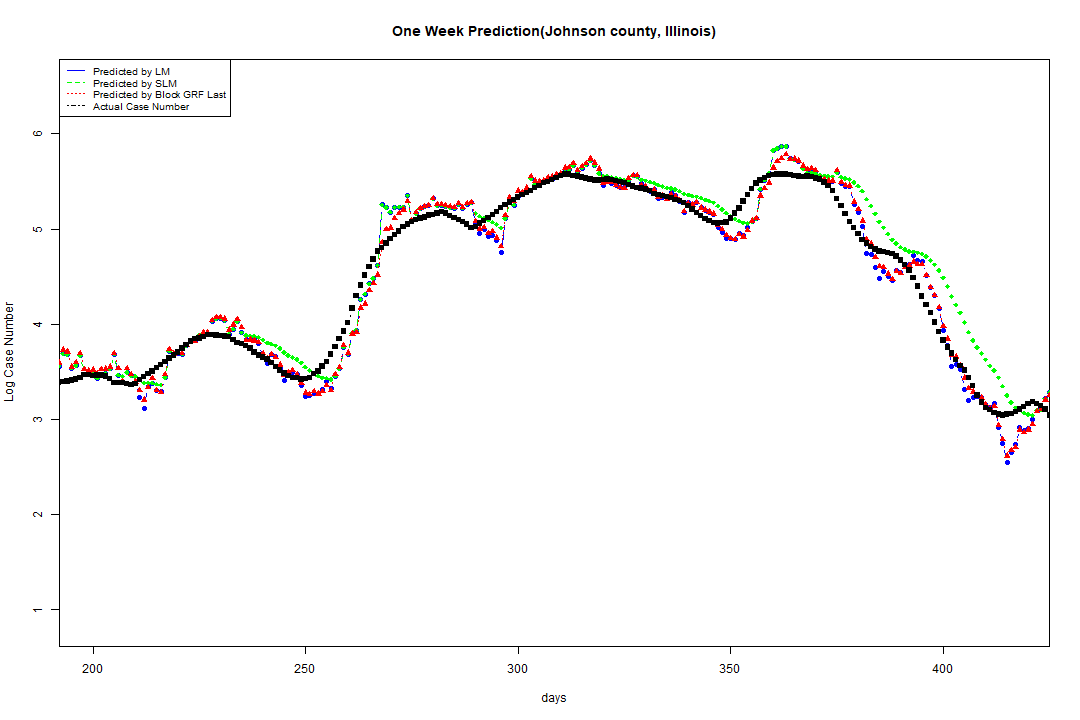 One Week Prediction(Johnson county, Illinois)
Predicted by LM
Predicted by SLM
Predicted by Block GRF Last
Actual Case Number
Log Case Number
6
5
4
3
2
1
200 250 300 350 400
days